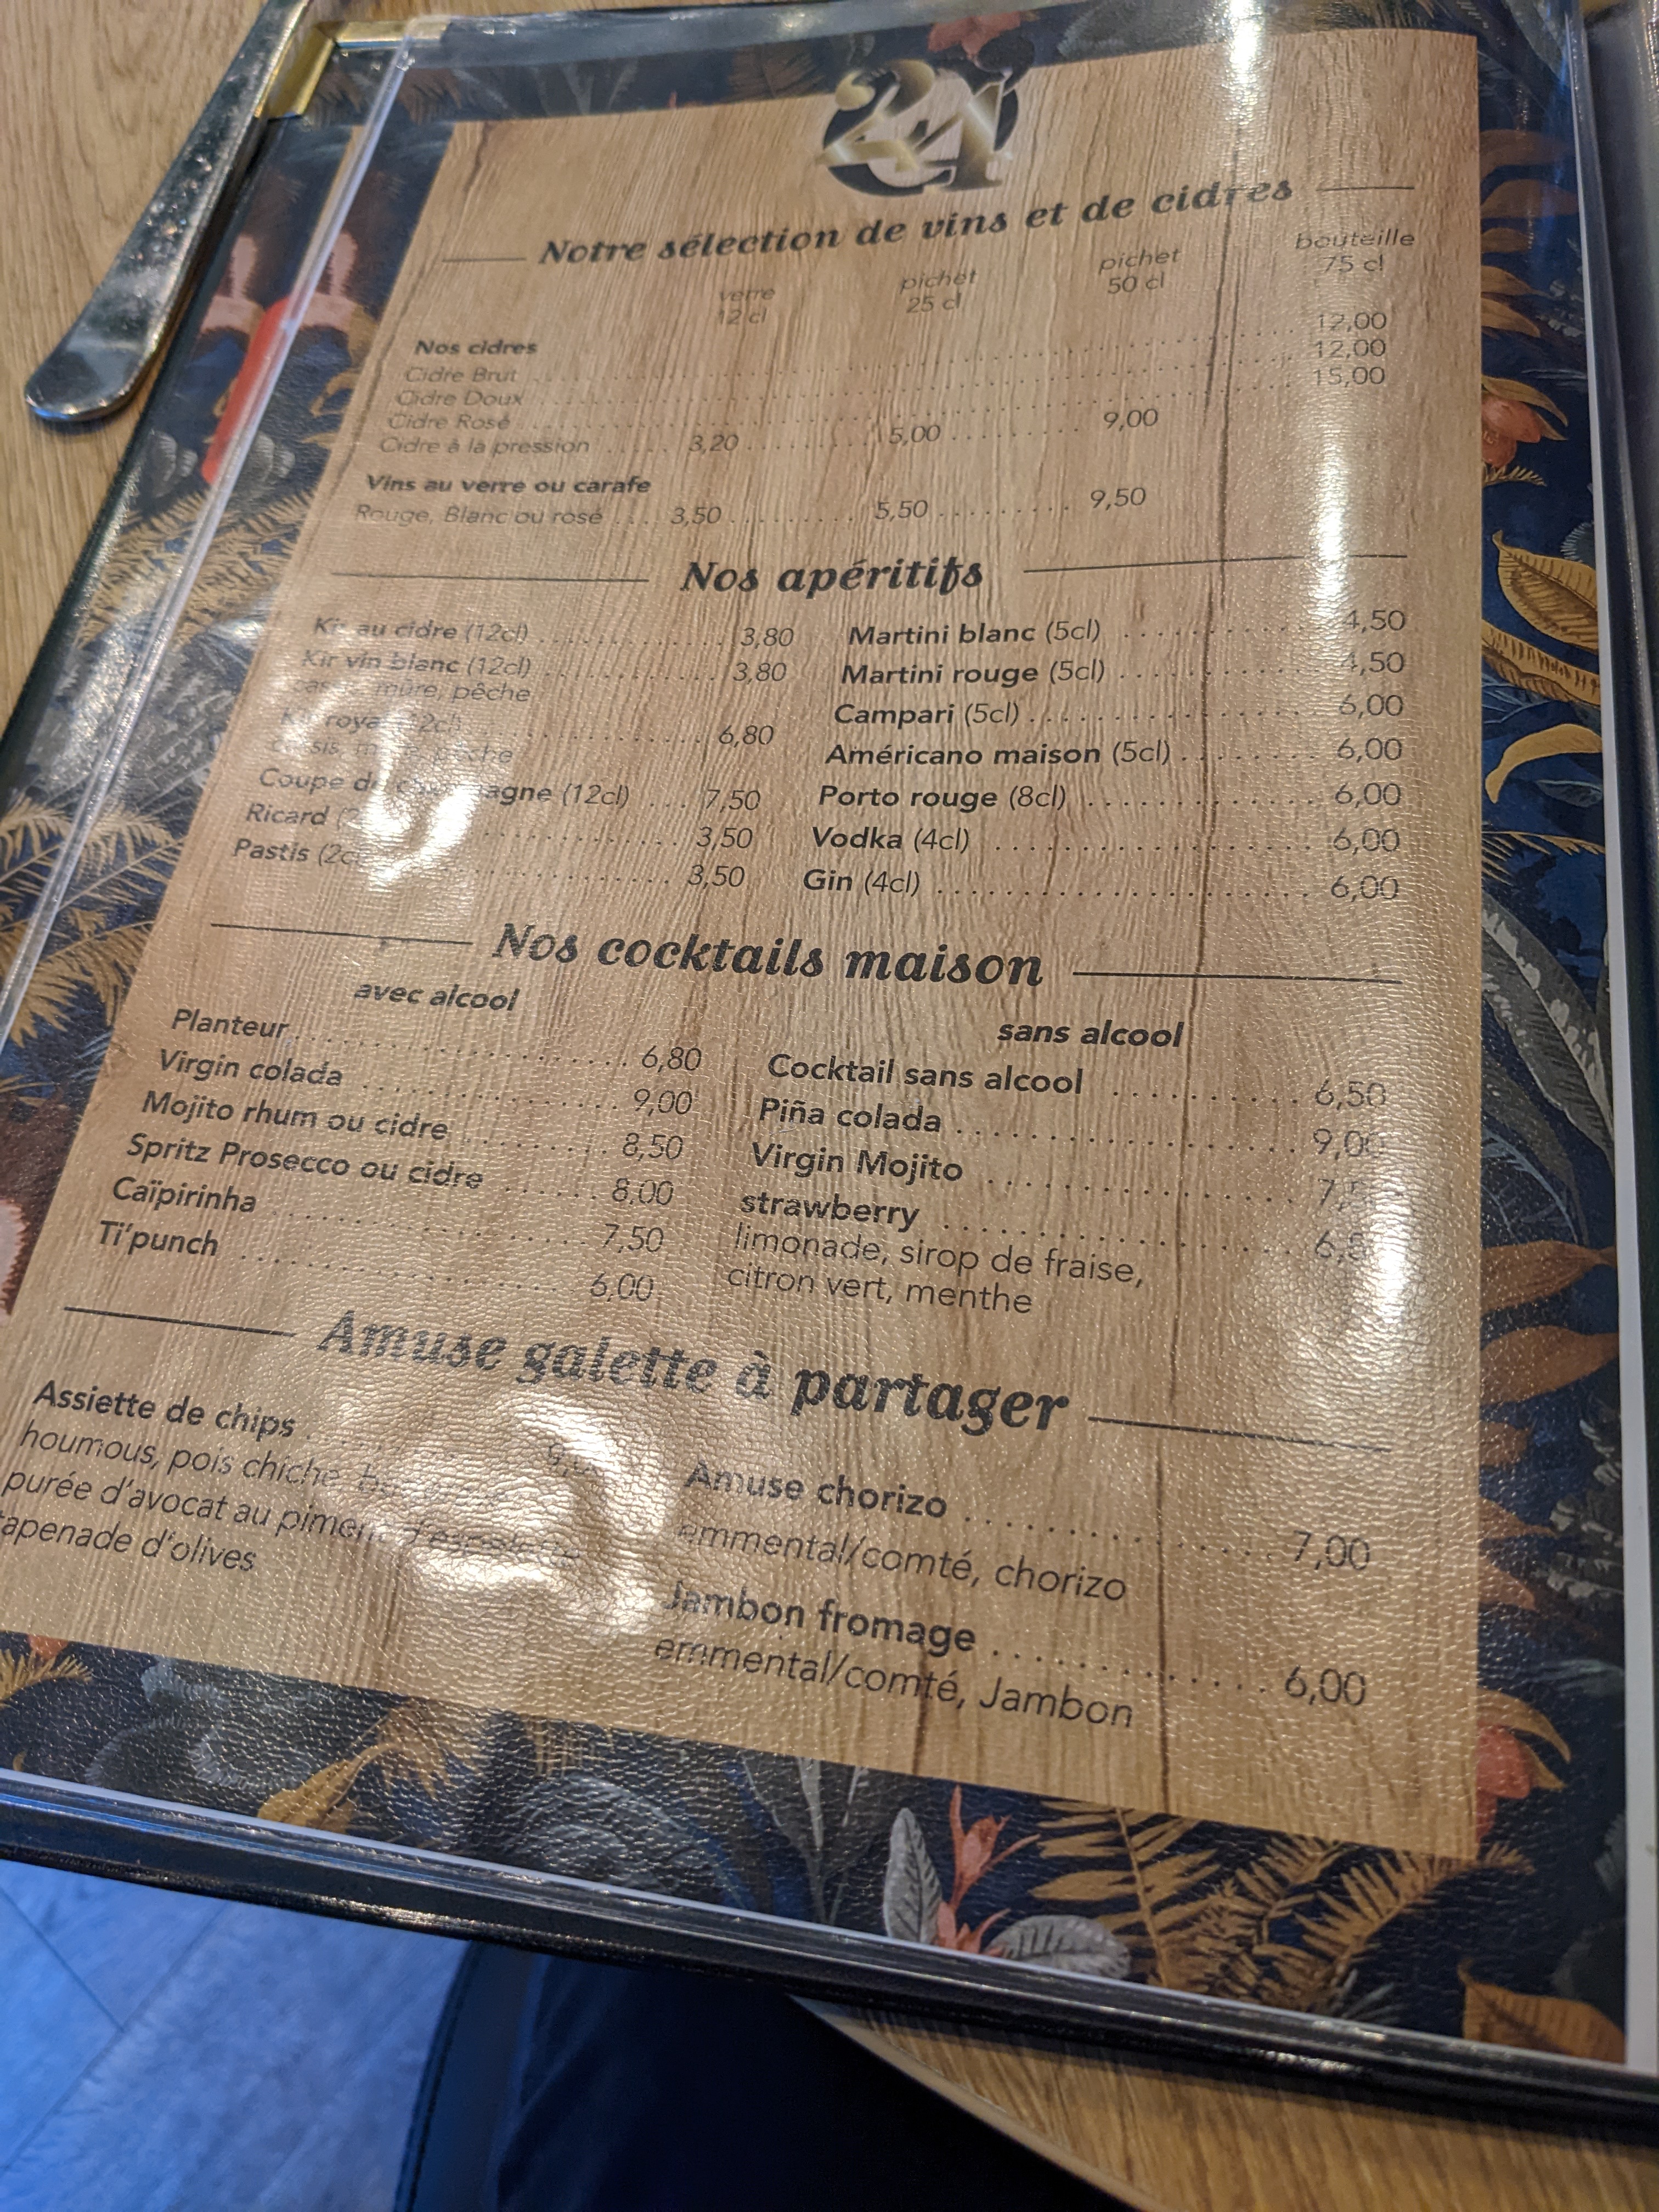 24
Notre sélection de vins et de cidres
verre pichet pichet bouteille
12 cl 25 cl 50 cl 75 cl
Nos cidres
Cidre Brut 12,00
Cidre Doux 12,00
Cidre Rosé 15,00
Cidre à la pression 3,20 5,00 9,00
Vins au verre ou carafe
Rouge, Blanc ou rosé 3,50 5,50 9,50
Nos apéritifs
Kir au cidre (12cl) 3,80
Kir vin blanc (12cl) 3,80
mûre, pêche
Kir royal (12cl) 6,80
pêche
Coupe de champagne (12cl) 7,50
Ricard 3,50
Pastis (2cl) 3,50
Martini blanc (5cl) 4,50
Martini rouge (5cl) 4,50
Campari (5cl) 6,00
Américano maison (5cl) 6,00
Porto rouge (8cl) 6,00
Vodka (4cl) 6,00
Gin (4cl) 6,00
Nos cocktails maison
avec alcool
Planteur 6,80
Virgin colada 9,00
Mojito rhum ou cidre 8,50
Spritz Prosecco ou cidre 8,00
Caïpirinha 7,50
Ti'punch 6,00
sans alcool
Cocktail sans alcool 6,50
Piña colada 9,00
Virgin Mojito
strawberry
limonade, sirop de fraise,
citron vert, menthe
Amuse galette à partager
Assiette de chips
houmous, pois chiche,
purée d'avocat au piment d'espelette
tapenade d'olives
Amuse chorizo 7,00
emmental/comté, chorizo
Jambon fromage 6,00
emmental/comté, Jambon